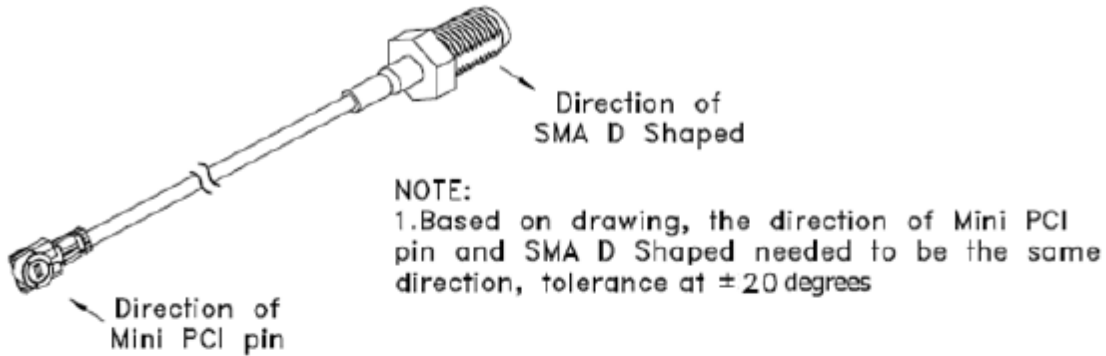 Direction of
SMA D Shaped
NOTE:
1.Based on drawing, the direction of Mini PCI
pin and SMA D Shaped needed to be the same
direction, tolerance at ± 20 degrees
Direction of
Mini PCI pin